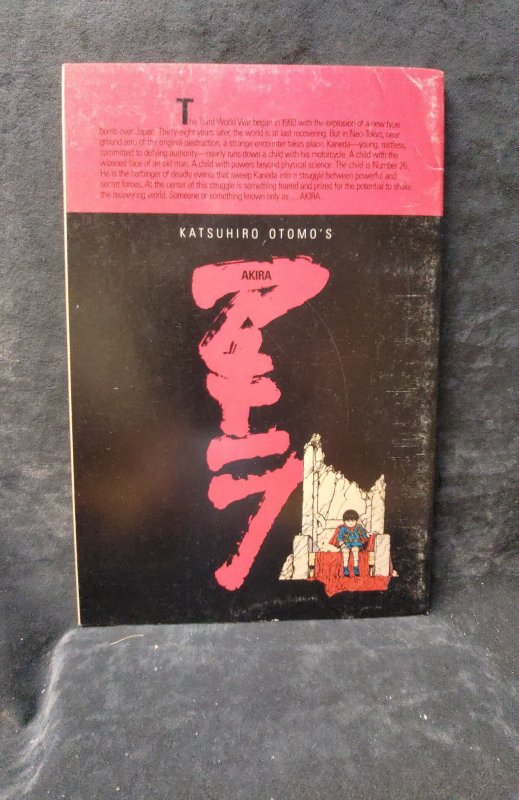 The Third World War began in 1992 with the explosion of a new type
bomb over Japan. Thirty-eight years later, the world is at last recovering. But in Neo-Tokyo, near
ground zero of the original destruction, a strange encounter takes place. Kaneda—young, restless,
committed to defying authority—nearly runs down a child with his motorcycle. A child with the
wizened face of an old man. A child with powers beyond physical science. The child is Number 28.
He is the harbinger of deadly events that sweep Kaneda into a struggle between powerful and
secret forces. At the center of this struggle is something feared and prized for the potential to shake
the recovering world. Someone or something known only as . . . AKIRA.
KATSUHIRO OTOMO'S
AKIRA
アキラ